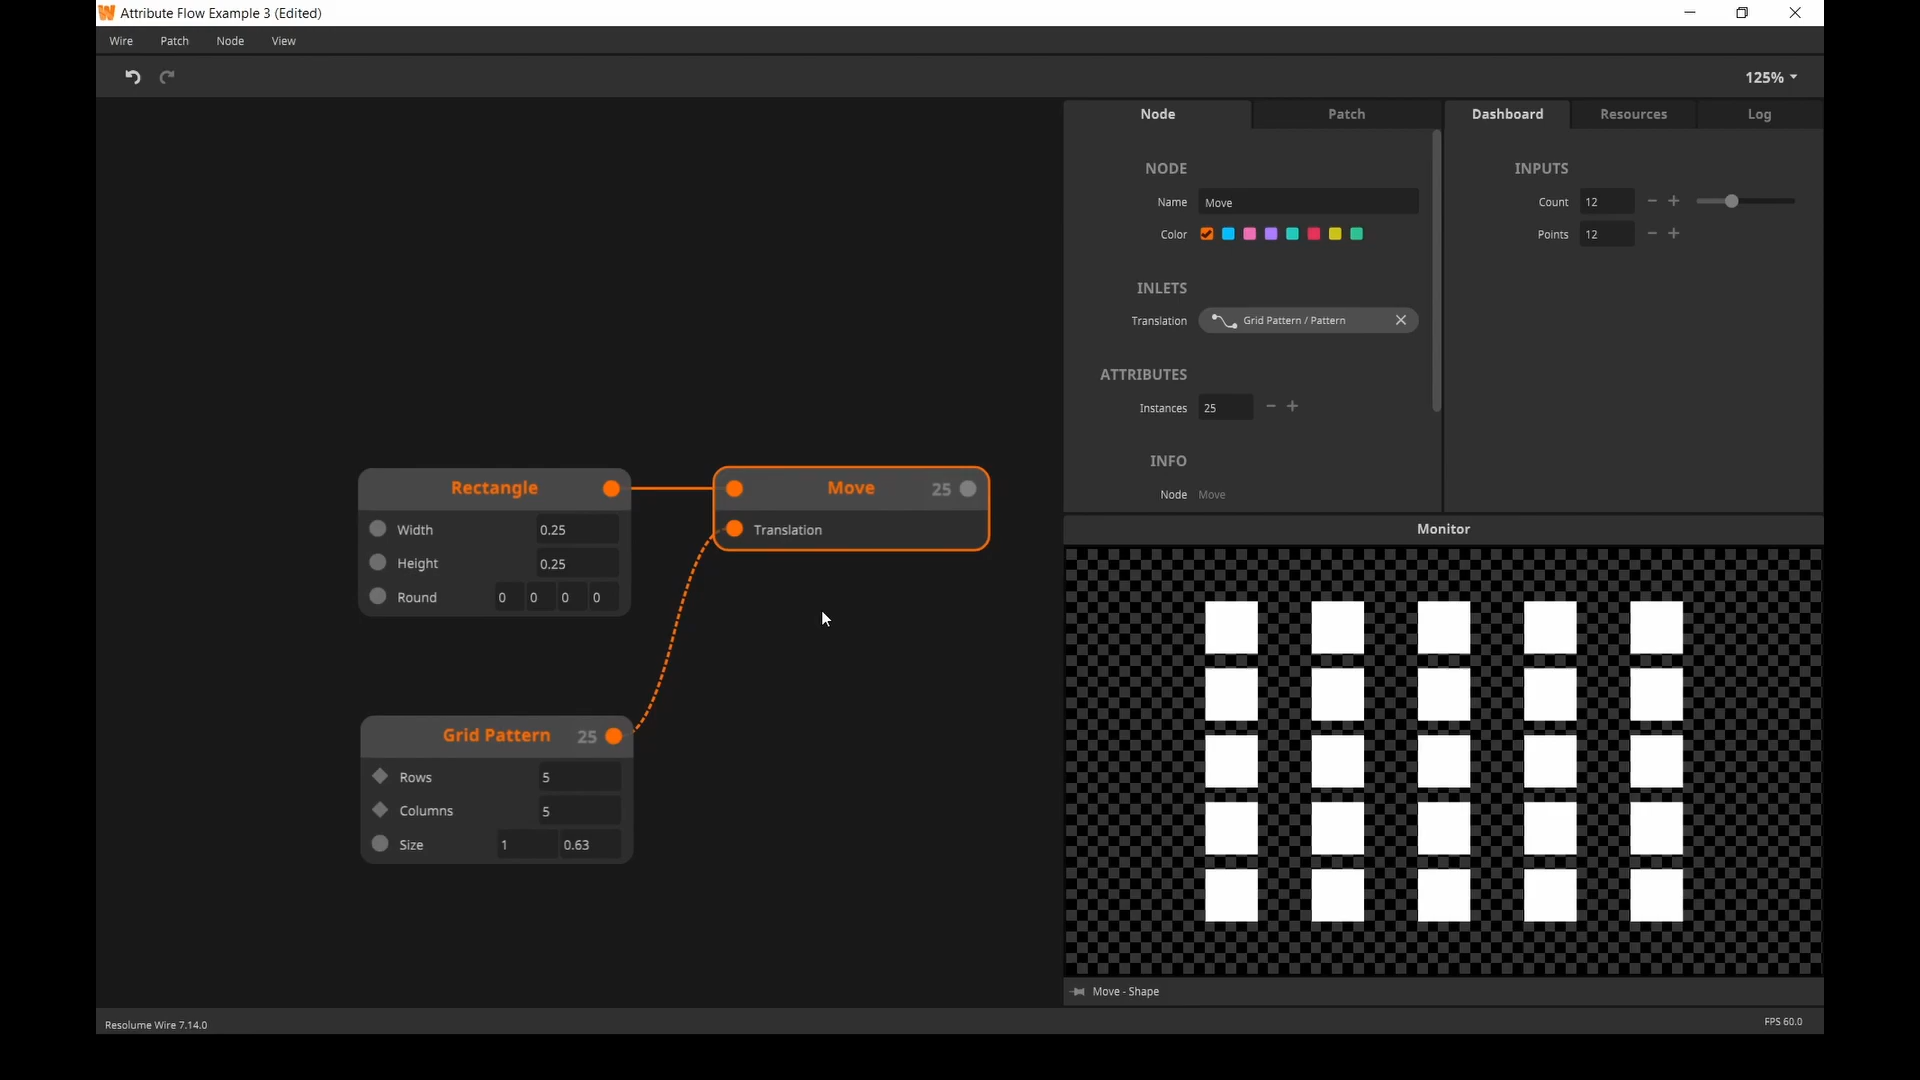 Attribute Flow Example 3 (Edited)
Wire Patch Node View
125%
Node Patch
NODE
Name Move
Color
INLETS
Translation Grid Pattern / Pattern
ATTRIBUTES
Instances 25 − +
INFO
Node Move
Dashboard Resources Log
INPUTS
Count 12 − +
Points 12 − +
Rectangle
Width 0.25
Height 0.25
Round 0 0 0 0
Move 25
Translation
Grid Pattern 25
Rows 5
Columns 5
Size 1 0.63
Monitor
Move - Shape
Resolume Wire 7.14.0
FPS 60.0